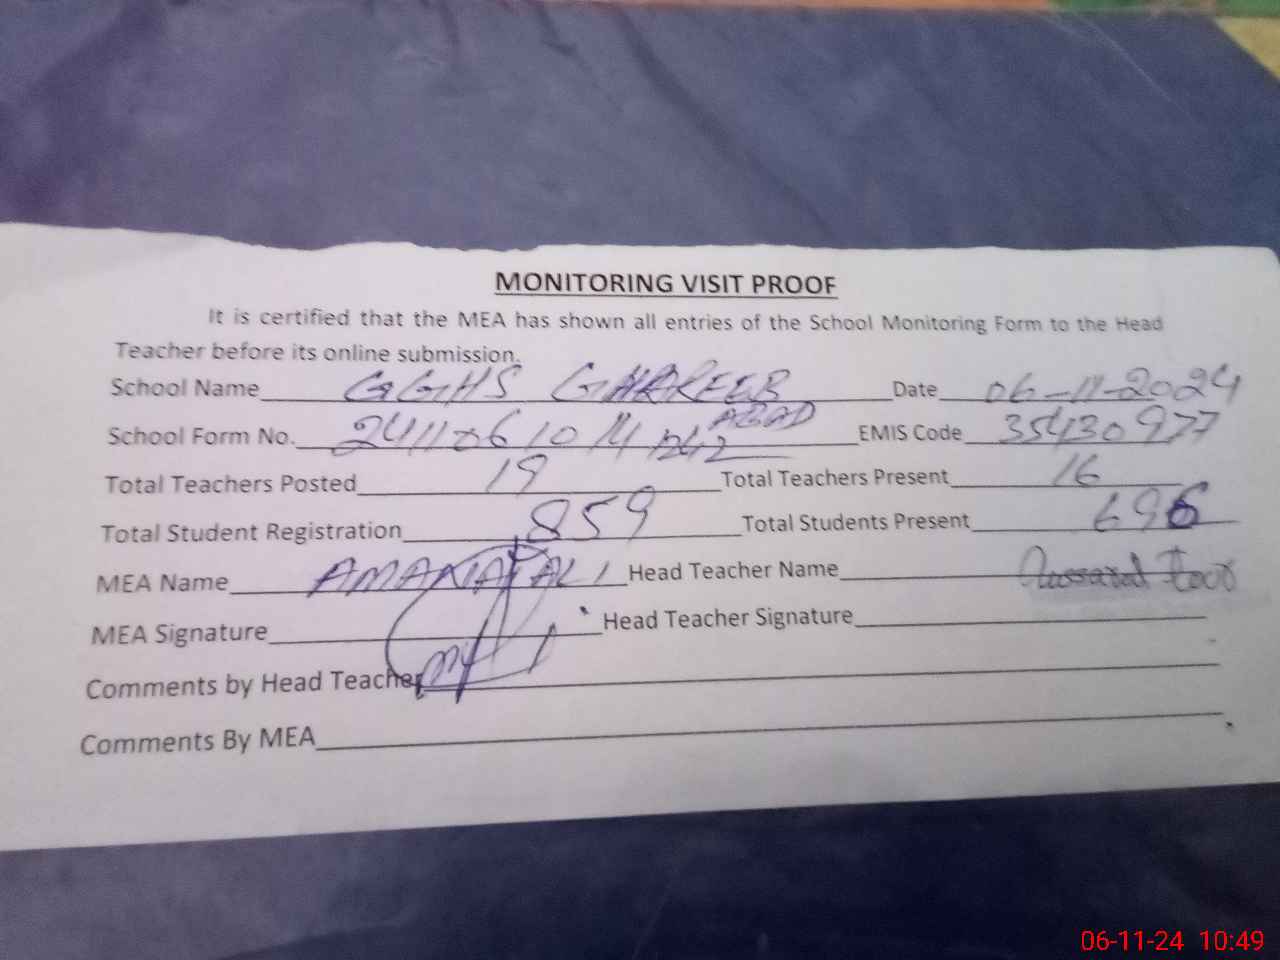 MONITORING VISIT PROOF
It is certified that the MEA has shown all entries of the School Monitoring Form to the Head
Teacher before its online submission.
School Name GGHS GHAREEB ABAD Date 06-11-2024
School Form No. EMIS Code 35430977
Total Teachers Posted 19 Total Teachers Present 16
Total Student Registration 859 Total Students Present 696
MEA Name AMANAT ALI Head Teacher Name
MEA Signature Head Teacher Signature
Comments by Head Teacher
Comments By MEA
06-11-24 10:49